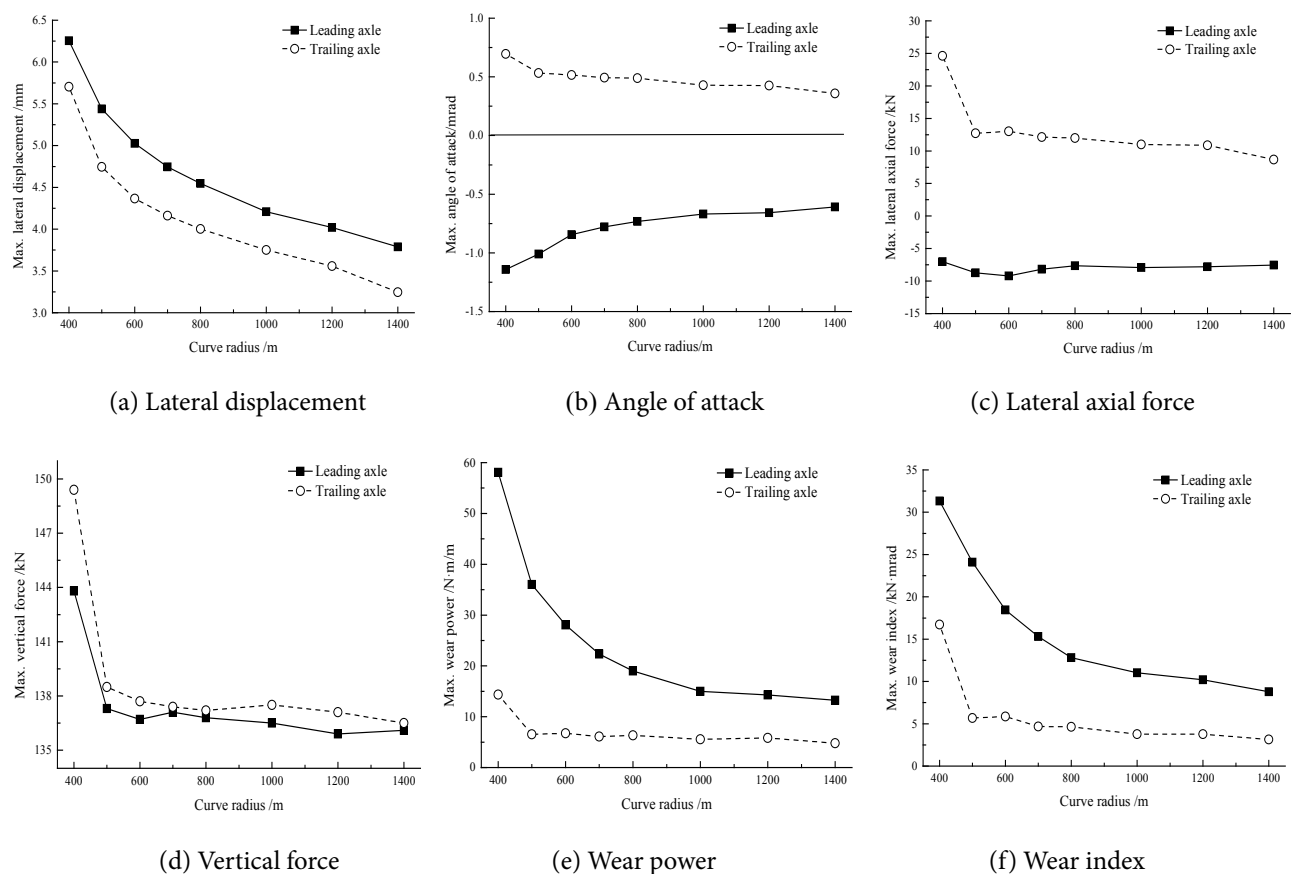 Max. lateral displacement /mm
6.5
6.0
5.5
5.0
4.5
4.0
3.5
3.0
Leading axle
Trailing axle
400 600 800 1000 1200 1400
Curve radius /m
(a) Lateral displacement
Max. angle of attack/mrad
1.0
0.5
0.0
-0.5
-1.0
-1.5
Leading axle
Trailing axle
400 600 800 1000 1200 1400
Curve radius/m
(b) Angle of attack
Max. lateral axial force /kN
30
25
20
15
10
5
0
-5
-10
-15
Leading axle
Trailing axle
400 600 800 1000 1200 1400
Curve radius /m
(c) Lateral axial force
Max. vertical force /kN
150
147
144
141
138
135
Leading axle
Trailing axle
400 600 800 1000 1200 1400
Curve radius /m
(d) Vertical force
Max. wear power /N·m/m
60
50
40
30
20
10
0
Leading axle
Trailing axle
400 600 800 1000 1200 1400
Curve radius /m
(e) Wear power
Max. wear index /kN·mrad
35
30
25
20
15
10
5
0
Leading axle
Trailing axle
400 600 800 1000 1200 1400
Curve radius /m
(f) Wear index